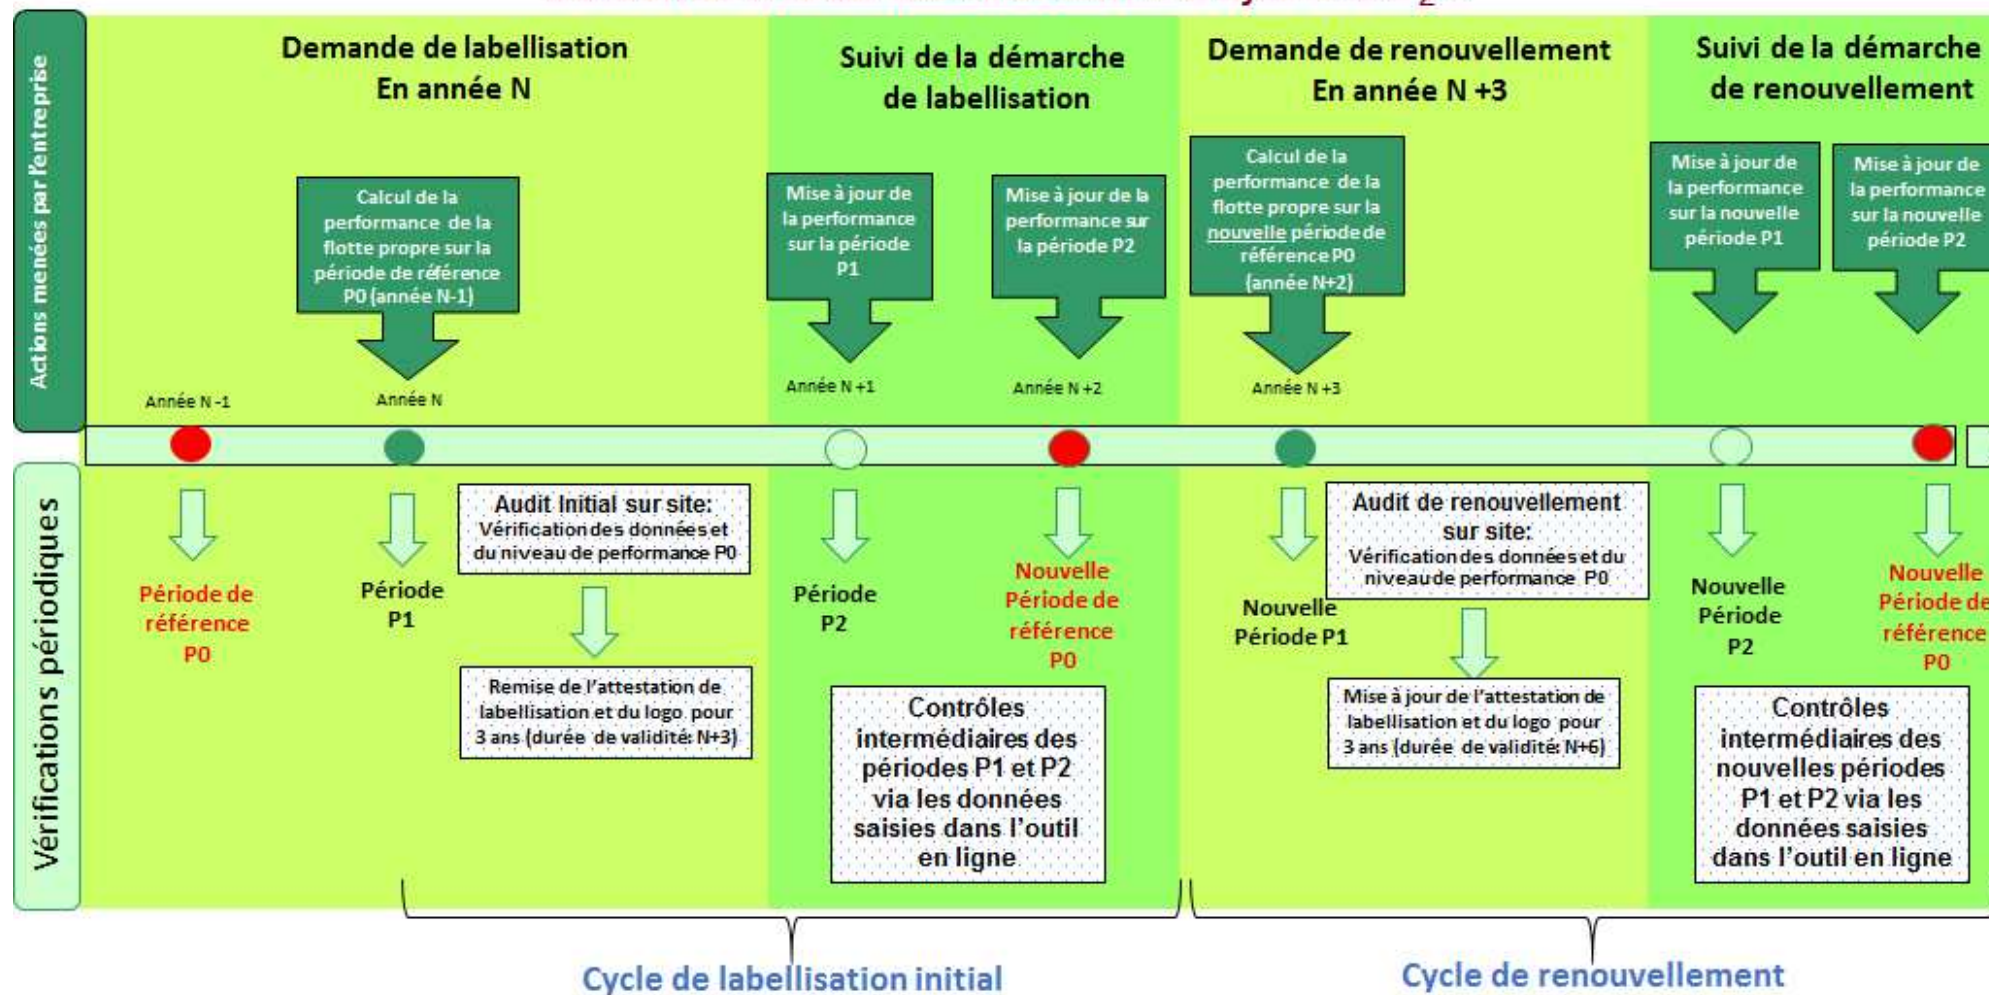 Actions menées par l'entreprise
Demande de labellisation
En année N
Suivi de la démarche
de labellisation
Demande de renouvellement
En année N +3
Suivi de la démarche
de renouvellement
Calcul de la
performance de la
flotte propre sur la
période de référence
P0 (année N-1)
Mise à jour de
la performance
sur la période
P1
Mise à jour de la
performance sur
la période P2
Calcul de la
performance de la
flotte propre sur la
nouvelle période de
référence P0
(année N+2)
Mise à jour de
la performance
sur la nouvelle
période P1
Mise à jour de
la performance
sur la nouvelle
période P2
Année N -1
Année N
Année N +1
Année N +2
Année N +3
Vérifications périodiques
Période de
référence
P0
Période
P1
Audit Initial sur site:
Vérification des données et
du niveau de performance P0
Remise de l'attestation de
labellisation et du logo pour
3 ans (durée de validité: N+3)
Période
P2
Nouvelle
Période de
référence
P0
Contrôles
intermédiaires des
périodes P1 et P2
via les données
saisies dans l'outil
en ligne
Nouvelle
Période P1
Audit de renouvellement
sur site:
Vérification des données et du
niveau de performance P0
Mise à jour de l'attestation de
labellisation et du logo pour
3 ans (durée de validité: N+6)
Nouvelle
Période
P2
Nouvelle
Période de
référence
P0
Contrôles
intermédiaires des
nouvelles périodes
P1 et P2 via les
données saisies
dans l'outil en ligne
Cycle de labellisation initial
Cycle de renouvellement